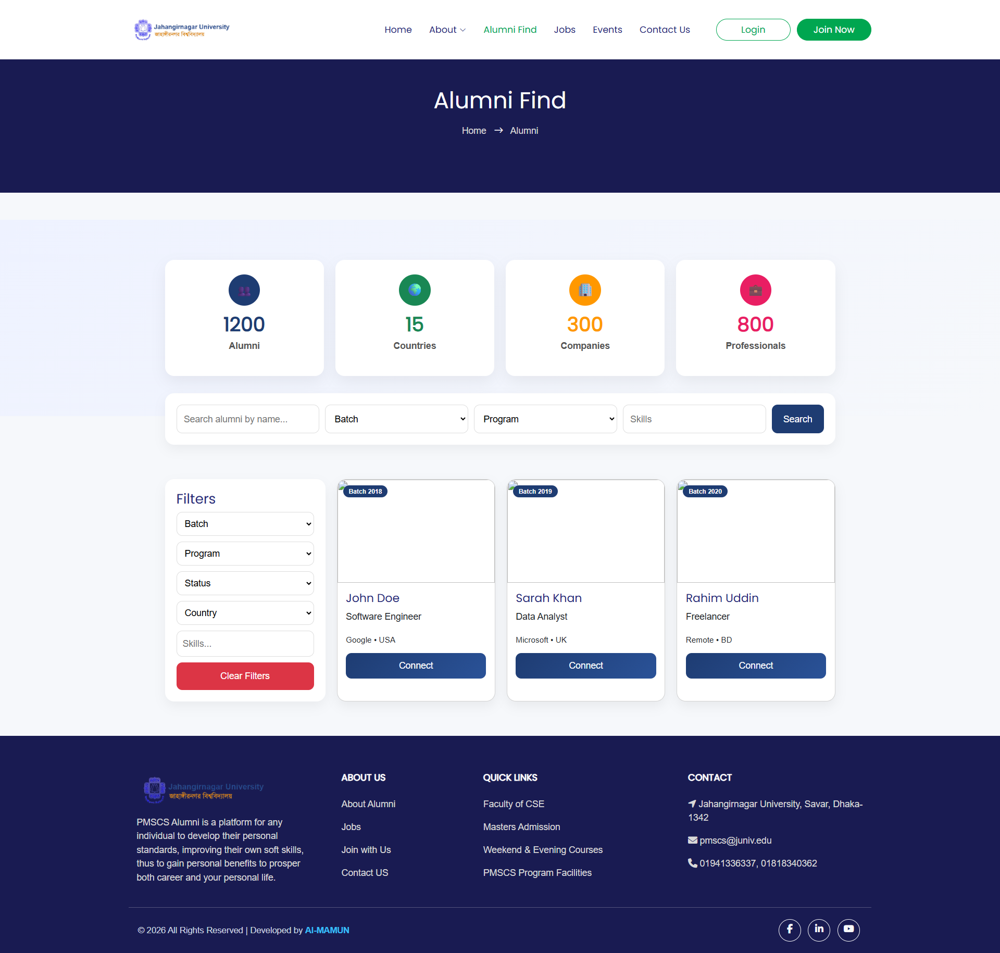 Jahangirnagar University
জাহাঙ্গীরনগর বিশ্ববিদ্যালয়
Home
About
Alumni Find
Jobs
Events
Contact Us
Login
Join Now
Alumni Find
Home → Alumni
1200
Alumni
15
Countries
300
Companies
800
Professionals
Search alumni by name...
Batch
Program
Skills
Search
Filters
Batch
Program
Status
Country
Skills...
Clear Filters
Batch 2018
John Doe
Software Engineer
Google • USA
Connect
Batch 2019
Sarah Khan
Data Analyst
Microsoft • UK
Connect
Batch 2020
Rahim Uddin
Freelancer
Remote • BD
Connect
Jahangirnagar University
জাহাঙ্গীরনগর বিশ্ববিদ্যালয়
PMSCS Alumni is a platform for any
individual to develop their personal
standards, improving their own soft skills,
thus to gain personal benefits to prosper
both career and your personal life.
ABOUT US
About Alumni
Jobs
Join with Us
Contact US
QUICK LINKS
Faculty of CSE
Masters Admission
Weekend & Evening Courses
PMSCS Program Facilities
CONTACT
Jahangirnagar University, Savar, Dhaka-
1342
pmscs@juniv.edu
01941336337, 01818340362
© 2026 All Rights Reserved | Developed by Al-MAMUN